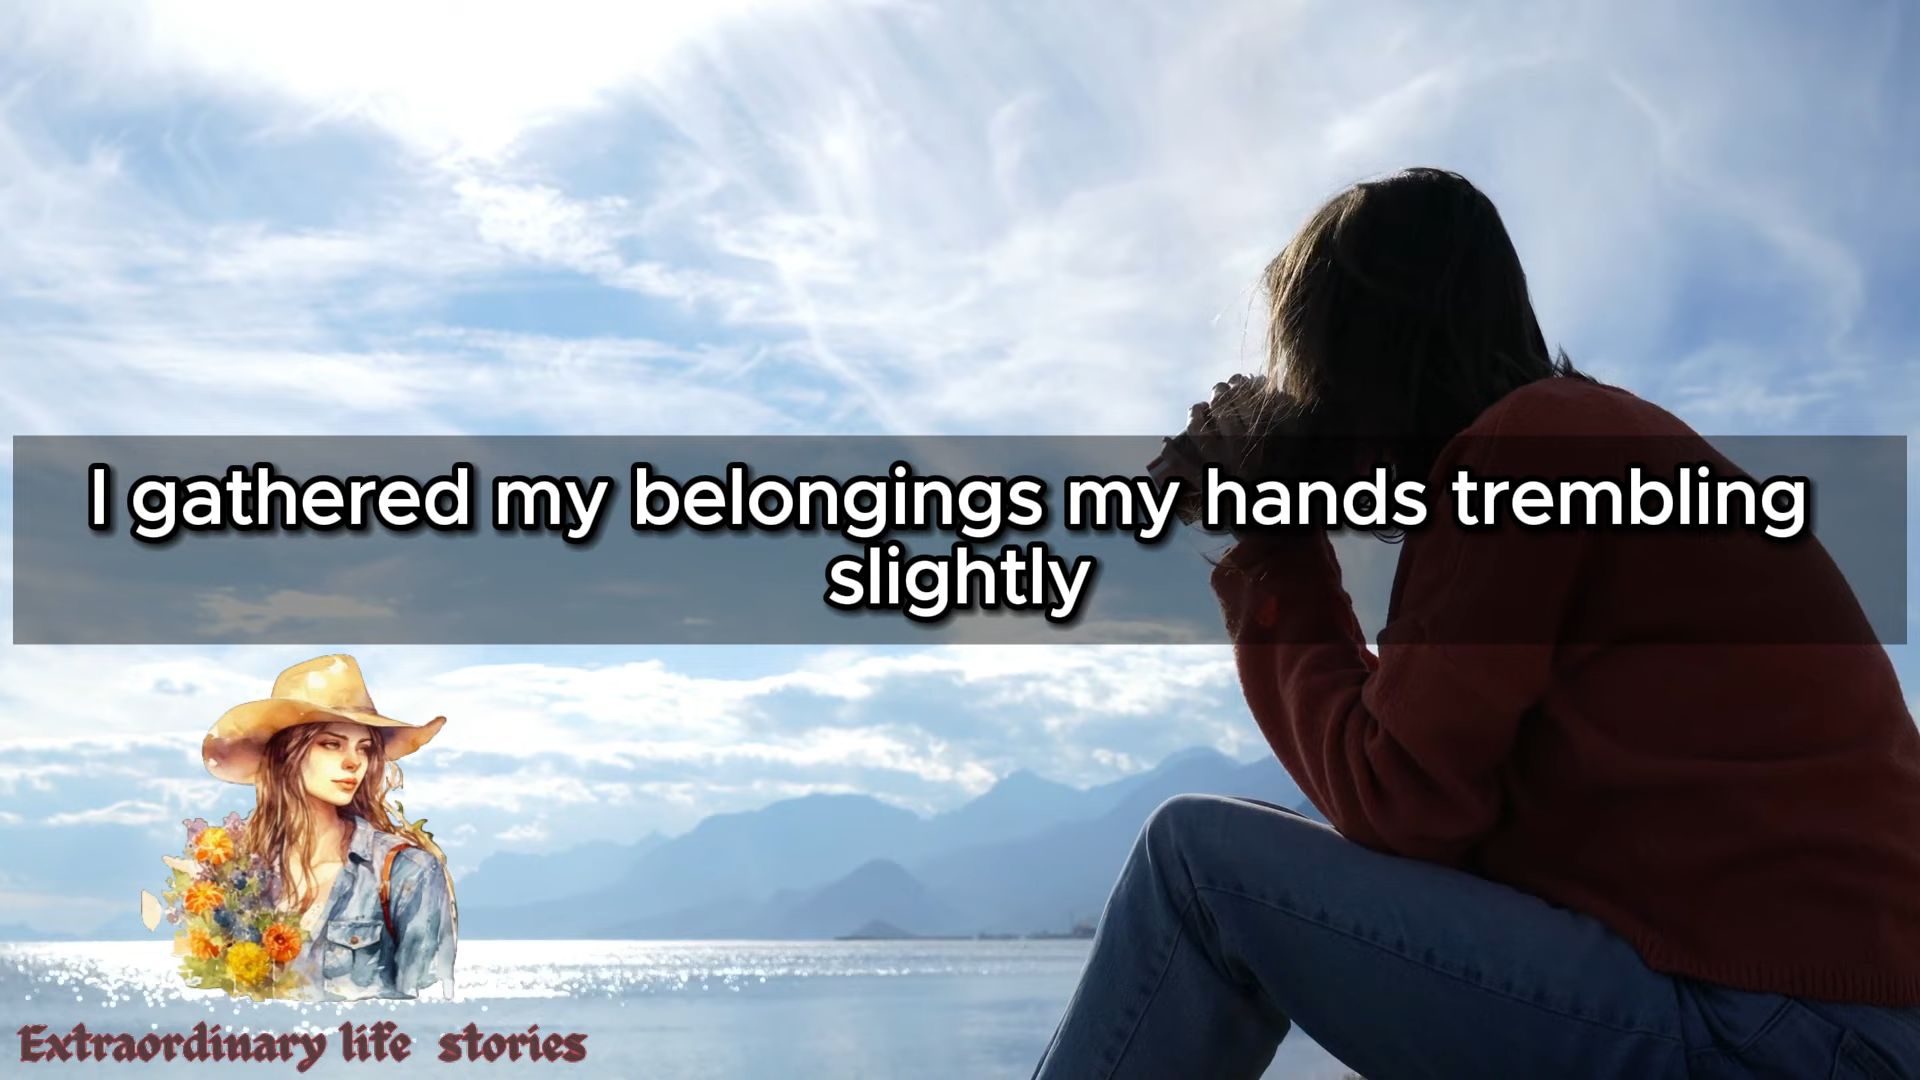 I gathered my belongings my hands trembling
slightly
Extraordinary life stories